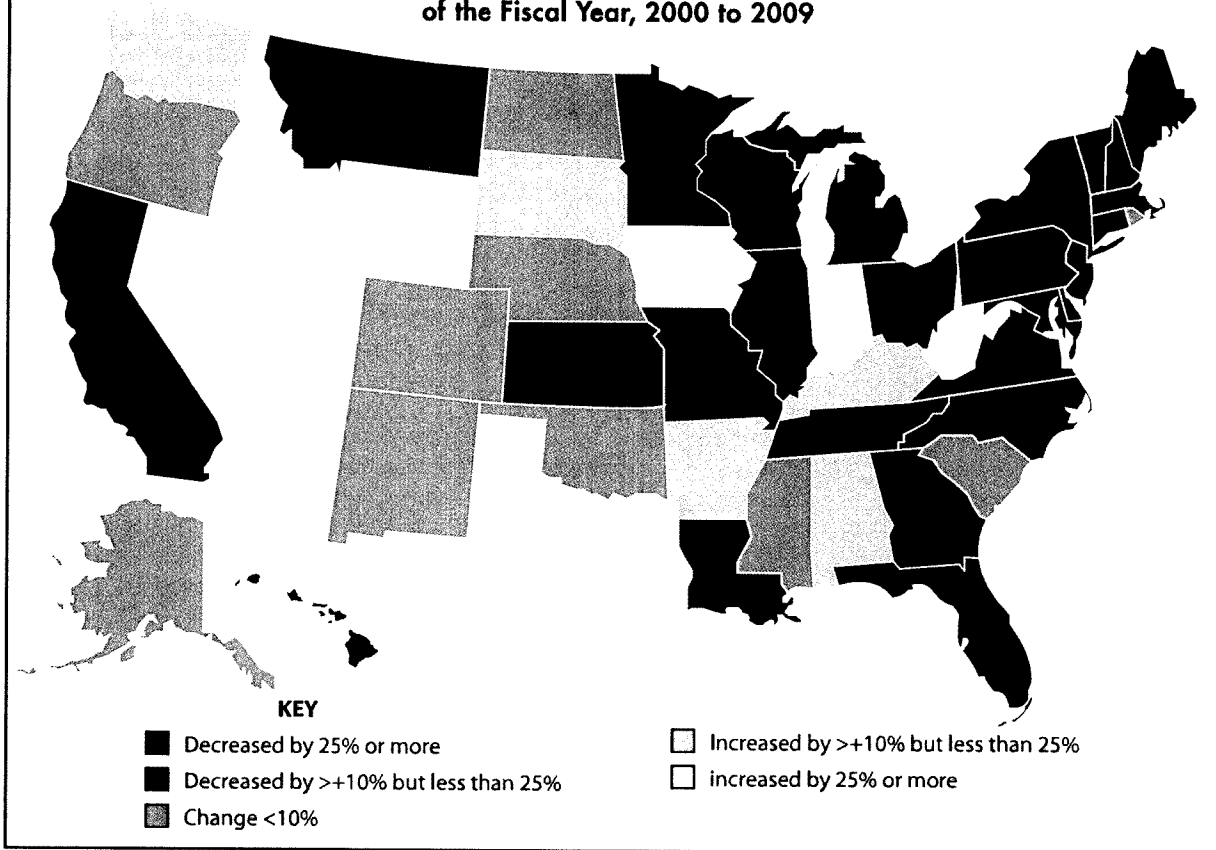 of the Fiscal Year, 2000 to 2009
KEY
Decreased by 25% or more
Decreased by >+10% but less than 25%
Change <10%
Increased by >+10% but less than 25%
increased by 25% or more